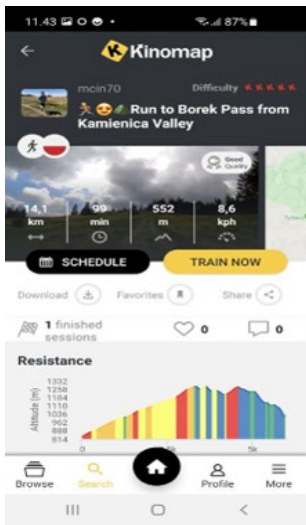 11.43
87%
Kinomap
mcin70
Difficulty
Run to Borek Pass from
Kamienica Valley
Good
Quality
14,1 99 552 8,6
km min m kph
SCHEDULE
TRAIN NOW
Download
Favorites
Share
1 finished
sessions
0
0
Resistance
Altitude (m)
1332
1258
1184
1110
1036
962
888
814
0
5k
Browse
Search
Profile
More